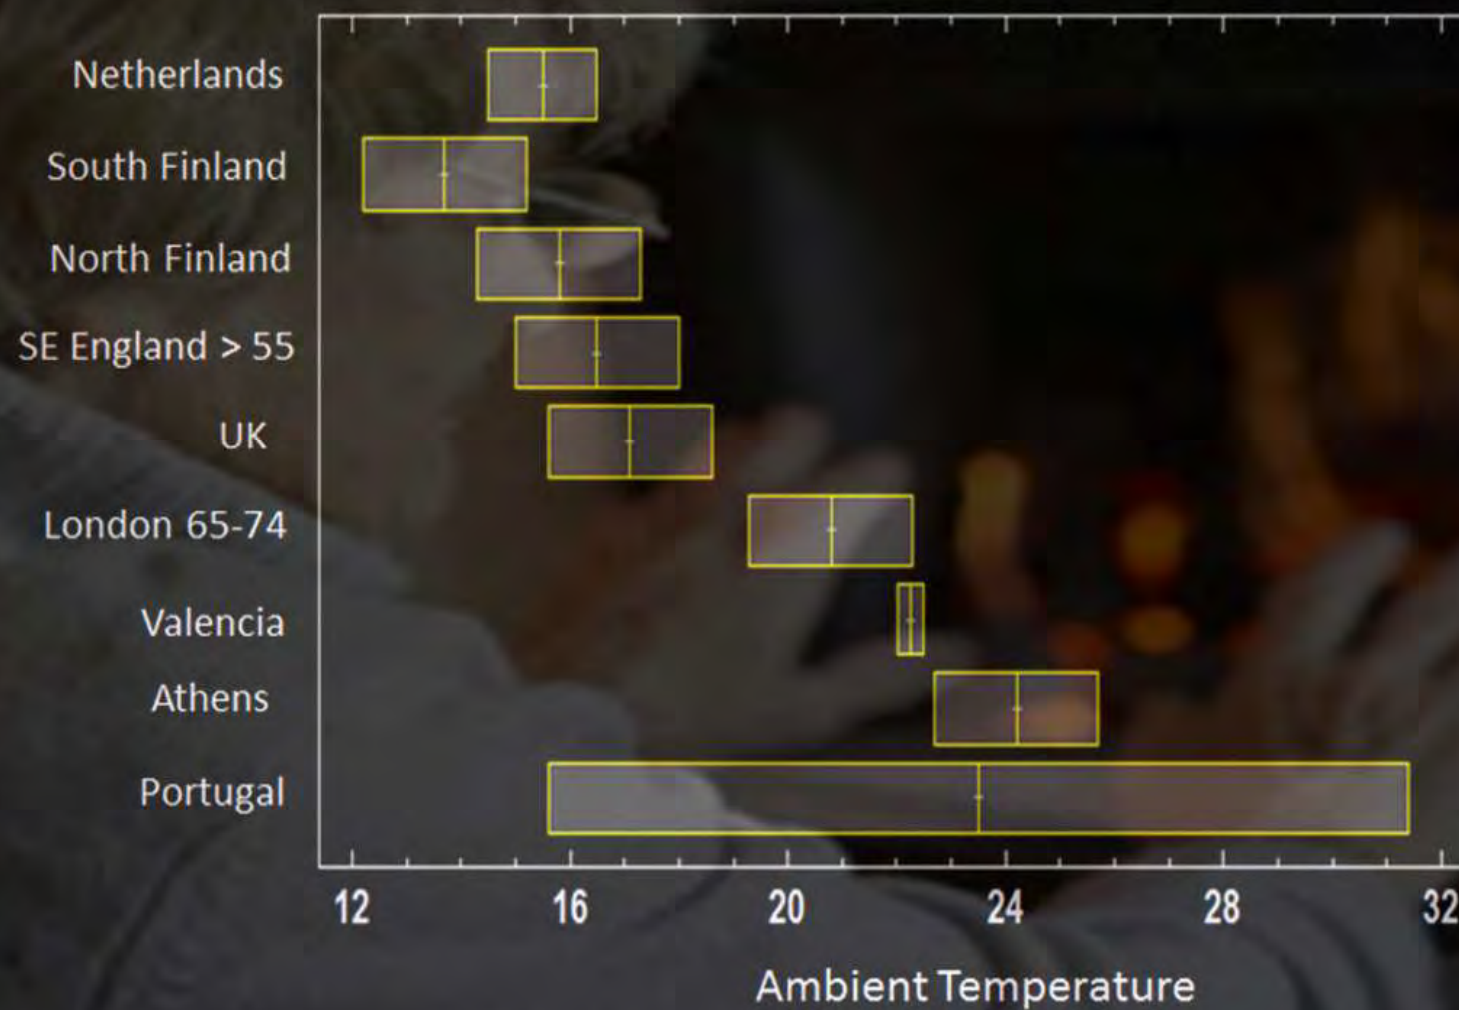 Netherlands
South Finland
North Finland
SE England > 55
UK
London 65-74
Valencia
Athens
Portugal
12 16 20 24 28 32
Ambient Temperature